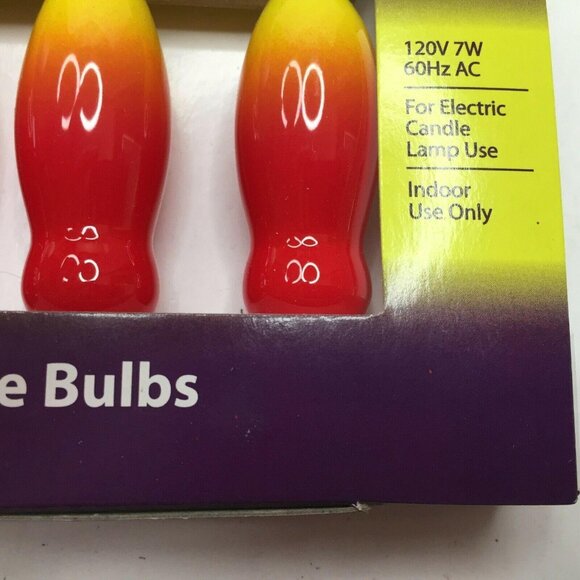 120V 7W
60Hz AC
For Electric
Candle
Lamp Use
Indoor
Use Only
e Bulbs